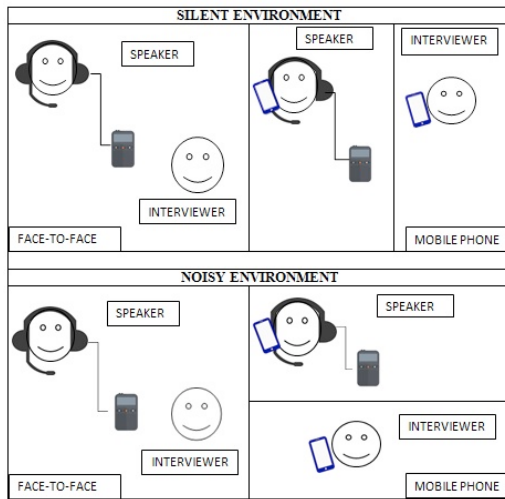 SILENT ENVIRONMENT
SPEAKER
INTERVIEWER
FACE-TO-FACE
SPEAKER
INTERVIEWER
MOBILE PHONE
NOISY ENVIRONMENT
SPEAKER
INTERVIEWER
FACE-TO-FACE
SPEAKER
INTERVIEWER
MOBILE PHONE